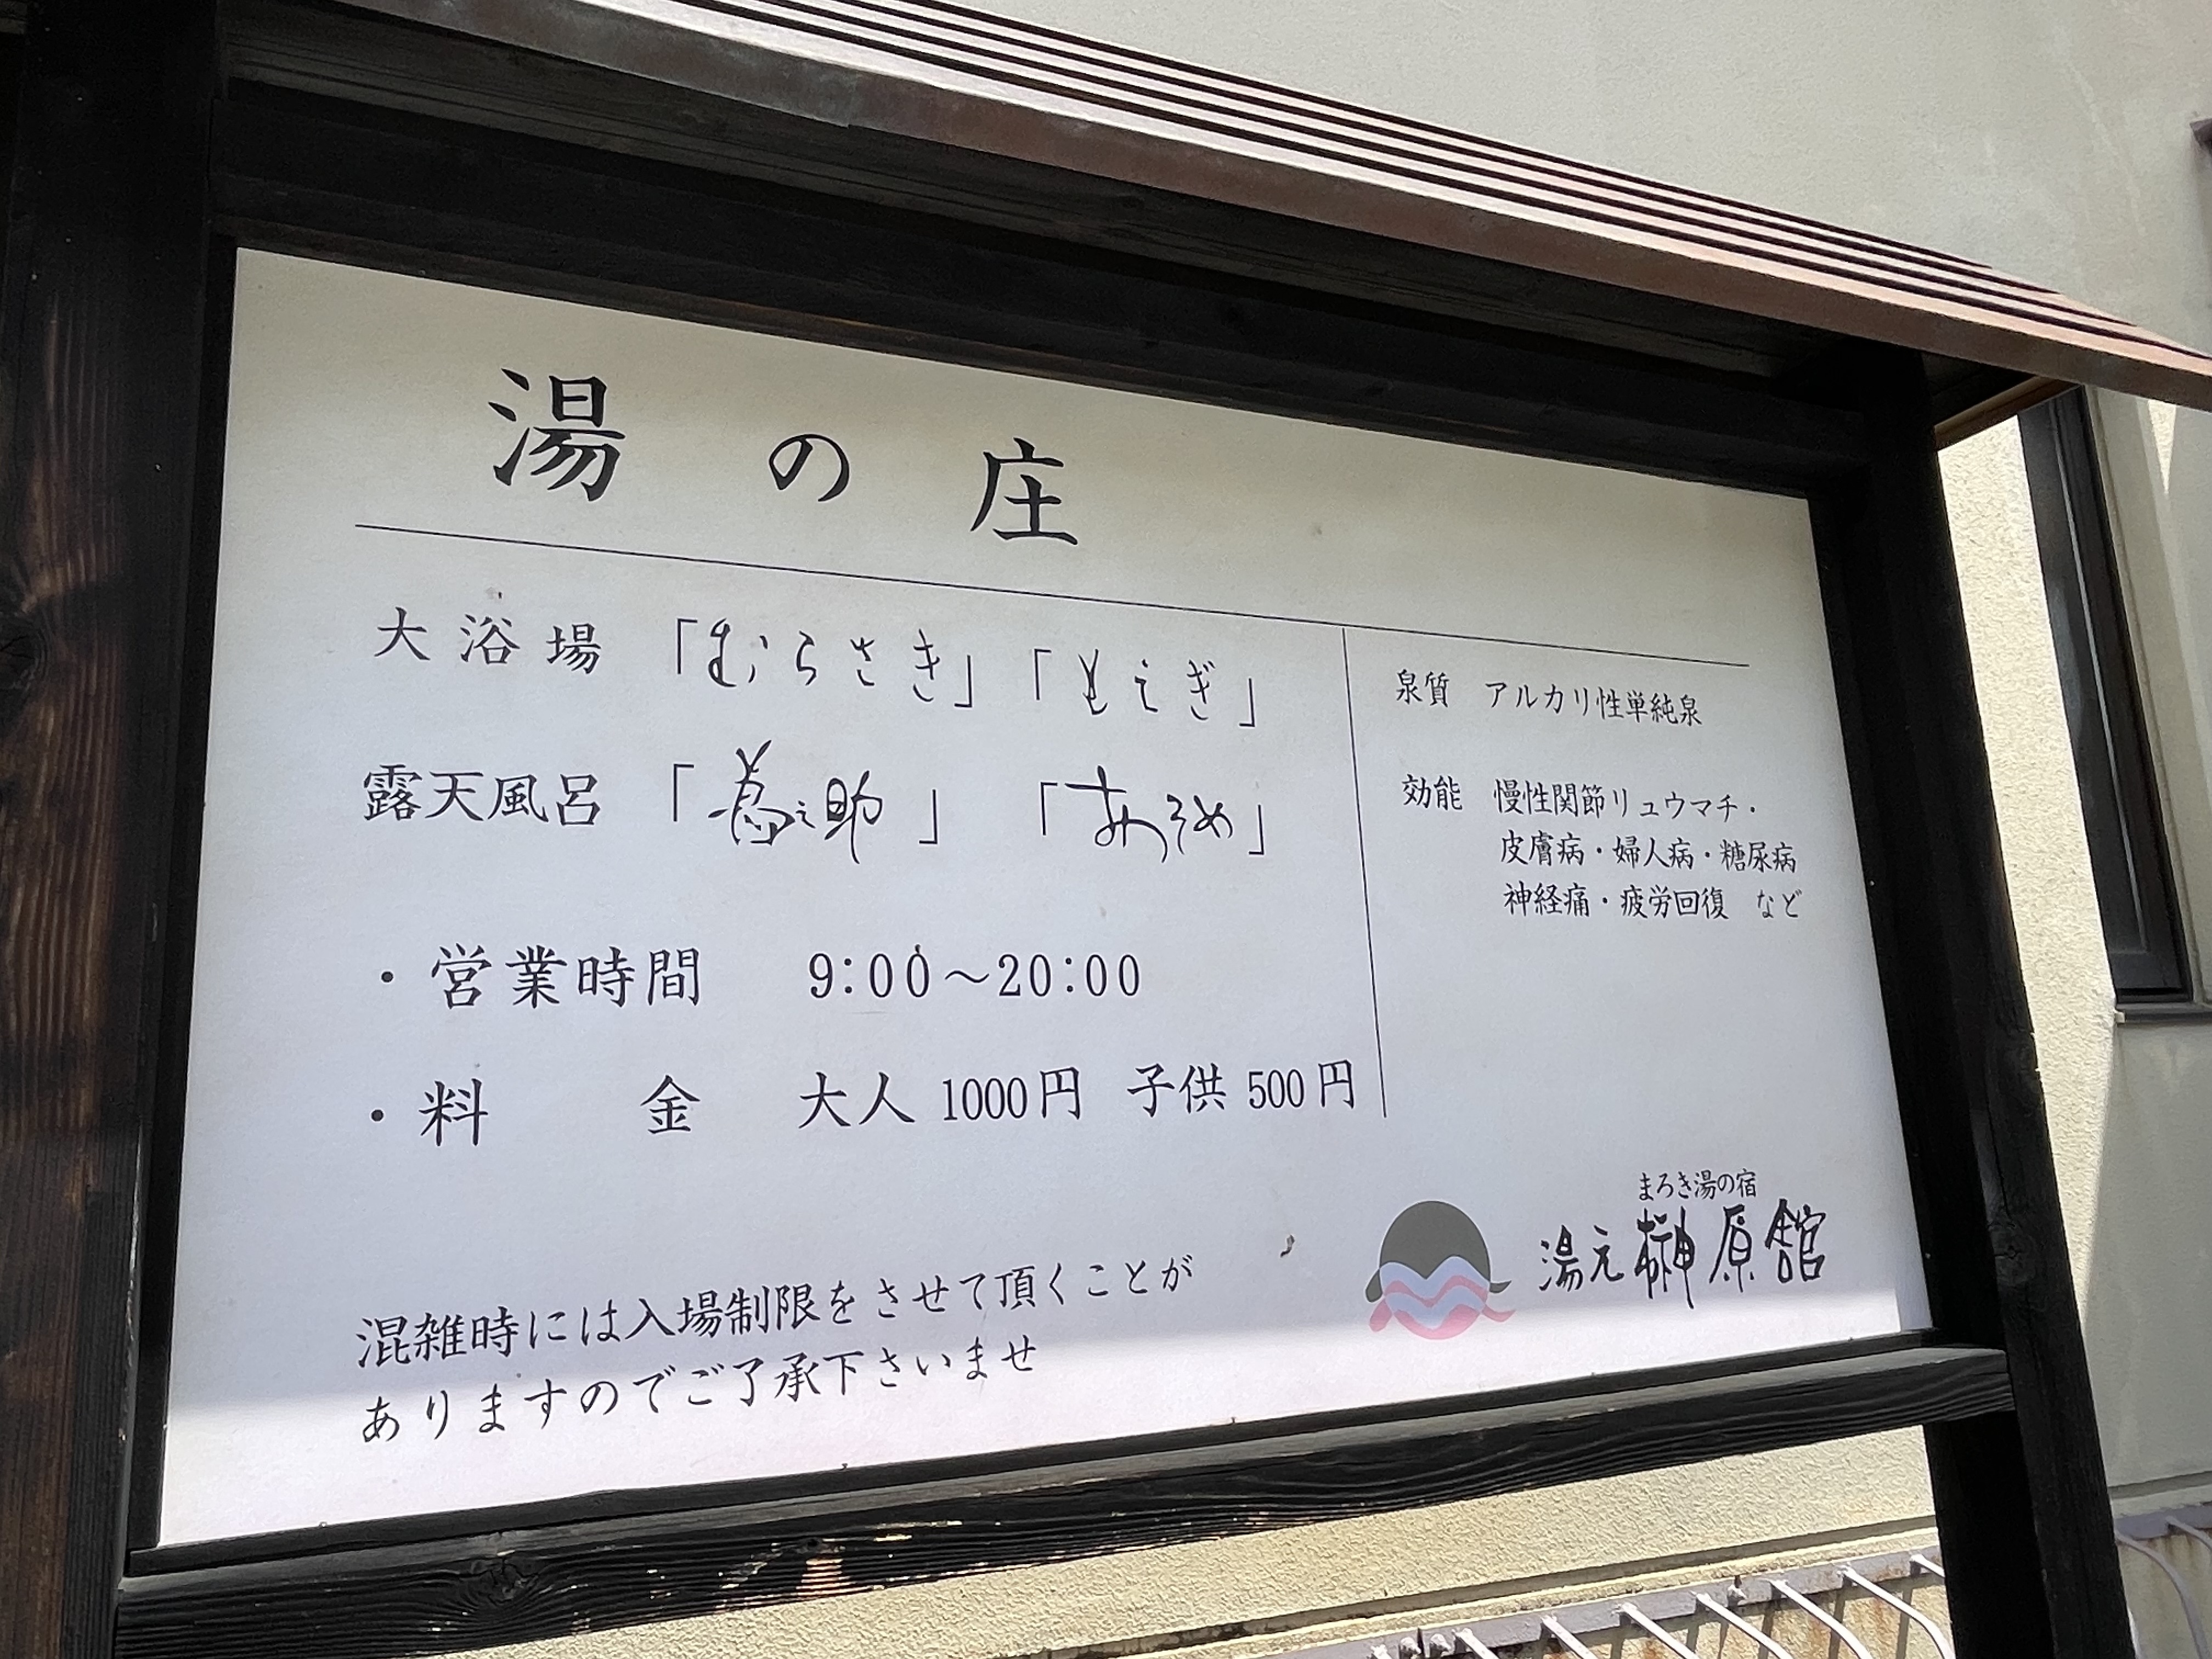 湯の庄
大浴場 「むらさき」「もえぎ」
露天風呂 「蔦之助」 「あかぞめ」
・営業時間 9:00～20:00
・料 金 大人 1000円 子供 500円
泉質 アルカリ性単純泉
効能 慢性関節リュウマチ・
皮膚病・婦人病・糖尿病
神経痛・疲労回復 など
混雑時には入場制限をさせて頂くことが
ありますのでご了承下さいませ
まろき湯の宿
湯元榊原舘